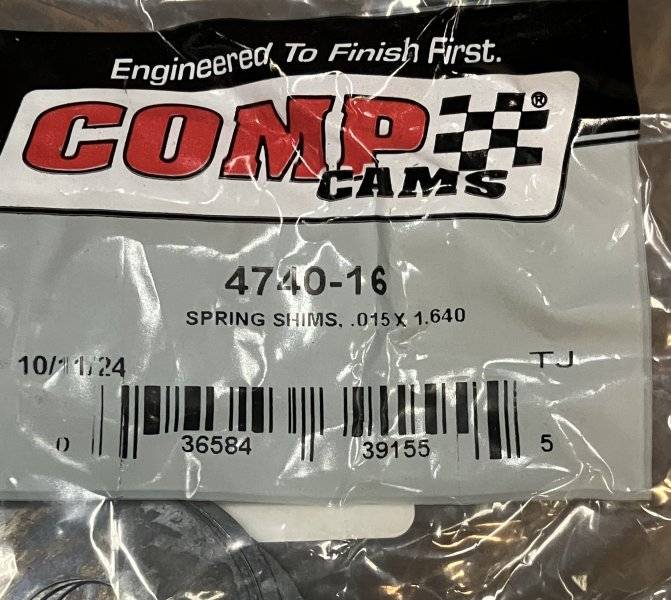 Engineered To Finish First.
COMP ®
CAMS
4740-16
SPRING SHIMS, .015 X 1.640
10/11/24 TJ
0 36584 39155 5